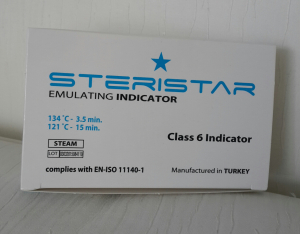 STERISTAR
EMULATING INDICATOR
134 °C - 3.5 min.
121 °C - 15 min.
Class 6 Indicator
STEAM
LOT
complies with EN-ISO 11140-1
Manufactured in TURKEY